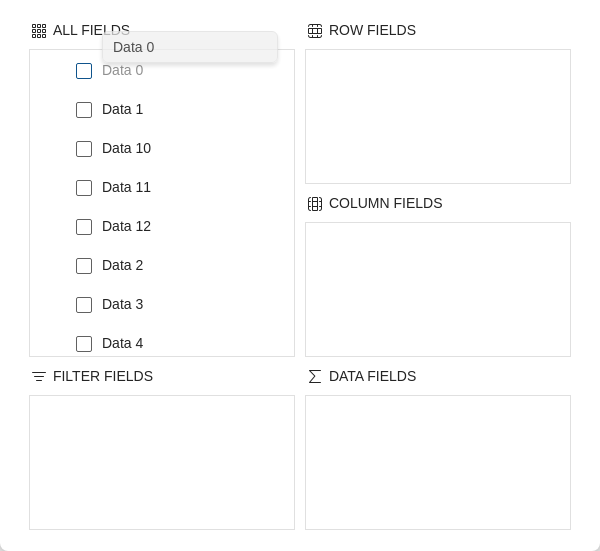 ALL FIELDS
Data 0
Data 0
Data 1
Data 10
Data 11
Data 12
Data 2
Data 3
Data 4
ROW FIELDS
COLUMN FIELDS
FILTER FIELDS
DATA FIELDS